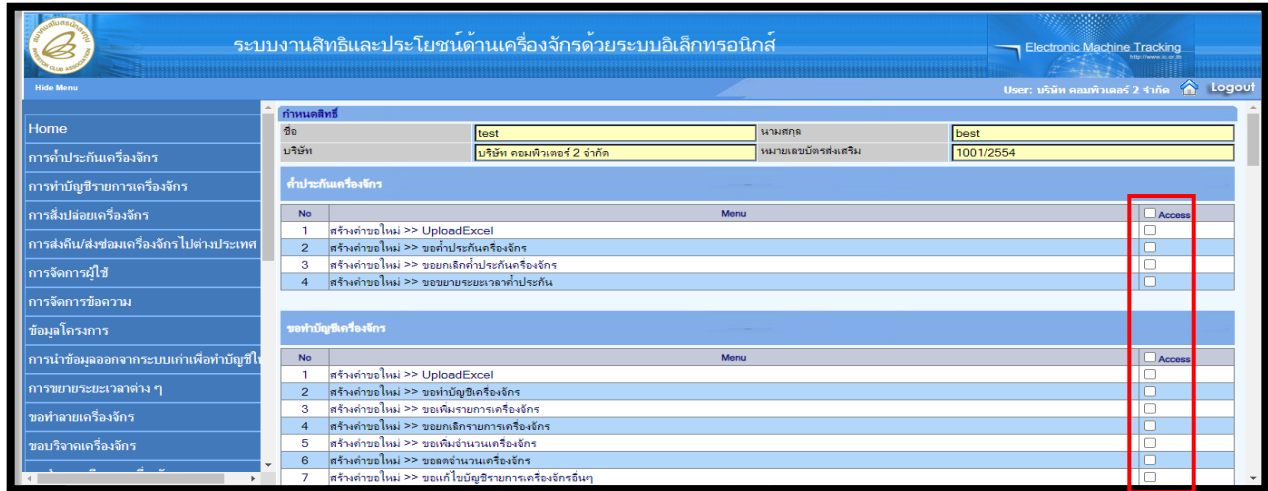 ระบบงานสิทธิและประโยชน์ด้านเครื่องจักรด้วยระบบอิเล็กทรอนิกส์
Electronic Machine Tracking
http://www.ic.or.th
Hide Menu
User: บริษัท คอมพิวเตอร์ 2 จำกัด
Logout
Home
การค้ำประกันเครื่องจักร
การทำบัญชีรายการเครื่องจักร
การสั่งปล่อยเครื่องจักร
การส่งคืน/ส่งซ่อมเครื่องจักรไปต่างประเทศ
การจัดการผู้ใช้
การจัดการข้อความ
ข้อมูลโครงการ
การนำข้อมูลออกจากระบบเก่าเพื่อทำบัญชีใ
การขยายระยะเวลาต่าง ๆ
ขอทำลายเครื่องจักร
ขอบริจาคเครื่องจักร
กำหนดสิทธิ์
ชื่อ test นามสกุล best
บริษัท บริษัท คอมพิวเตอร์ 2 จำกัด หมายเลขบัตรส่งเสริม 1001/2554
ค้ำประกันเครื่องจักร
No Menu Access
1 สร้างคำขอใหม่ >> UploadExcel
2 สร้างคำขอใหม่ >> ขอค้ำประกันครื่องจักร
3 สร้างคำขอใหม่ >> ขอยกเลิกค้ำประกันครื่องจักร
4 สร้างคำขอใหม่ >> ขอขยายระยะเวลาค้ำประกัน
ขอทำบัญชีเครื่องจักร
No Menu Access
1 สร้างคำขอใหม่ >> UploadExcel
2 สร้างคำขอใหม่ >> ขอทำบัญชีเครื่องจักร
3 สร้างคำขอใหม่ >> ขอเพิ่มรายการเครื่องจักร
4 สร้างคำขอใหม่ >> ขอยกเลิกรายการเครื่องจักร
5 สร้างคำขอใหม่ >> ขอเพิ่มจำนวนเครื่องจักร
6 สร้างคำขอใหม่ >> ขอลดจำนวนเครื่องจักร
7 สร้างคำขอใหม่ >> ขอแก้ไขบัญชีรายการเครื่องจักรอื่นๆ